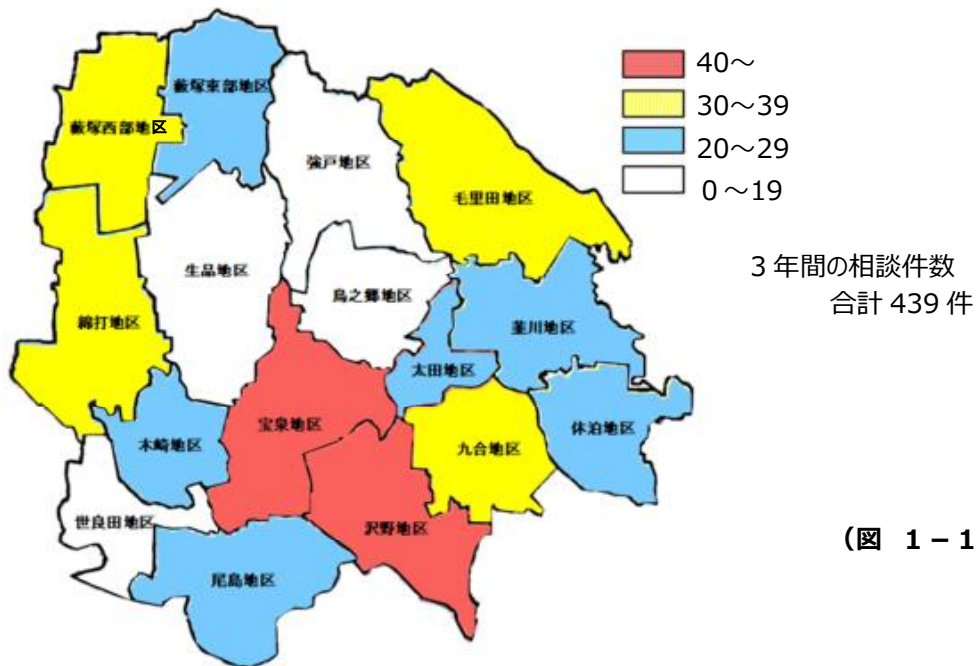 藪塚東部地区
藪塚西部地区
強戸地区
毛里田地区
生品地区
鳥之郷地区
綿打地区
韮川地区
太田地区
宝泉地区
休泊地区
木崎地区
九合地区
世良田地区
沢野地区
尾島地区
40～
30～39
20～29
0～19
3年間の相談件数
合計 439 件
（図 1－1